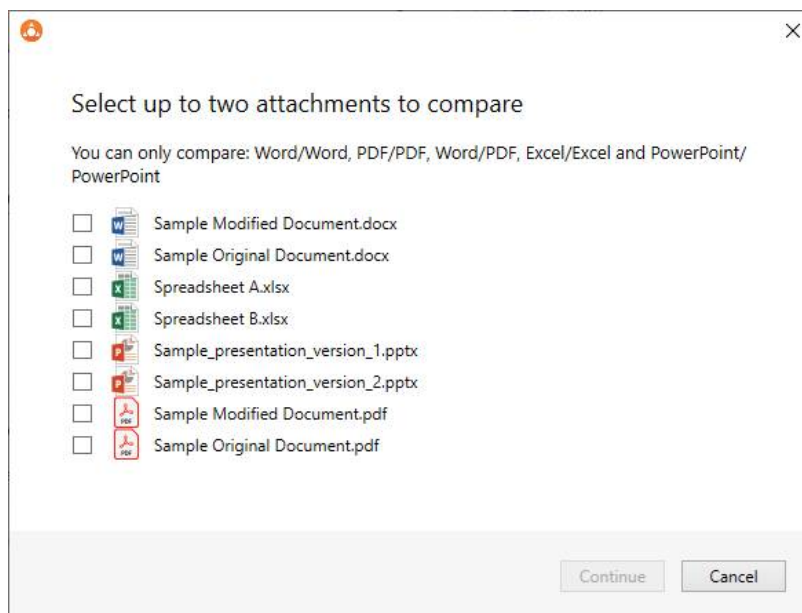 Select up to two attachments to compare
You can only compare: Word/Word, PDF/PDF, Word/PDF, Excel/Excel and PowerPoint/
PowerPoint
Sample Modified Document.docx
Sample Original Document.docx
Spreadsheet A.xlsx
Spreadsheet B.xlsx
Sample_presentation_version_1.pptx
Sample_presentation_version_2.pptx
Sample Modified Document.pdf
Sample Original Document.pdf
Continue Cancel